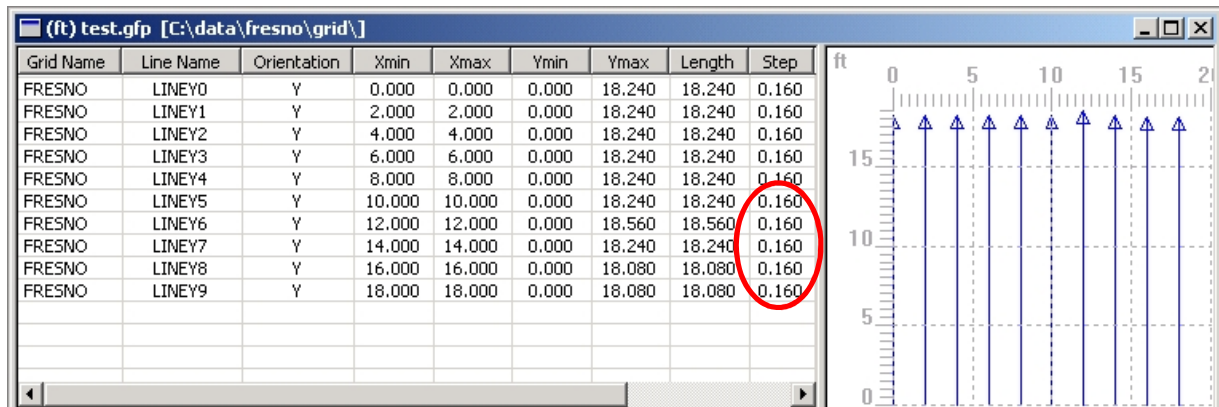 (ft) test.gfp [C:\data\fresno\grid\]
Grid Name Line Name Orientation Xmin Xmax Ymin Ymax Length Step
FRESNO LINEY0 Y 0.000 0.000 0.000 18.240 18.240 0.160
FRESNO LINEY1 Y 2.000 2.000 0.000 18.240 18.240 0.160
FRESNO LINEY2 Y 4.000 4.000 0.000 18.240 18.240 0.160
FRESNO LINEY3 Y 6.000 6.000 0.000 18.240 18.240 0.160
FRESNO LINEY4 Y 8.000 8.000 0.000 18.240 18.240 0.160
FRESNO LINEY5 Y 10.000 10.000 0.000 18.240 18.240 0.160
FRESNO LINEY6 Y 12.000 12.000 0.000 18.560 18.560 0.160
FRESNO LINEY7 Y 14.000 14.000 0.000 18.240 18.240 0.160
FRESNO LINEY8 Y 16.000 16.000 0.000 18.080 18.080 0.160
FRESNO LINEY9 Y 18.000 18.000 0.000 18.080 18.080 0.160
ft 0 5 10 15
15
10
5
0